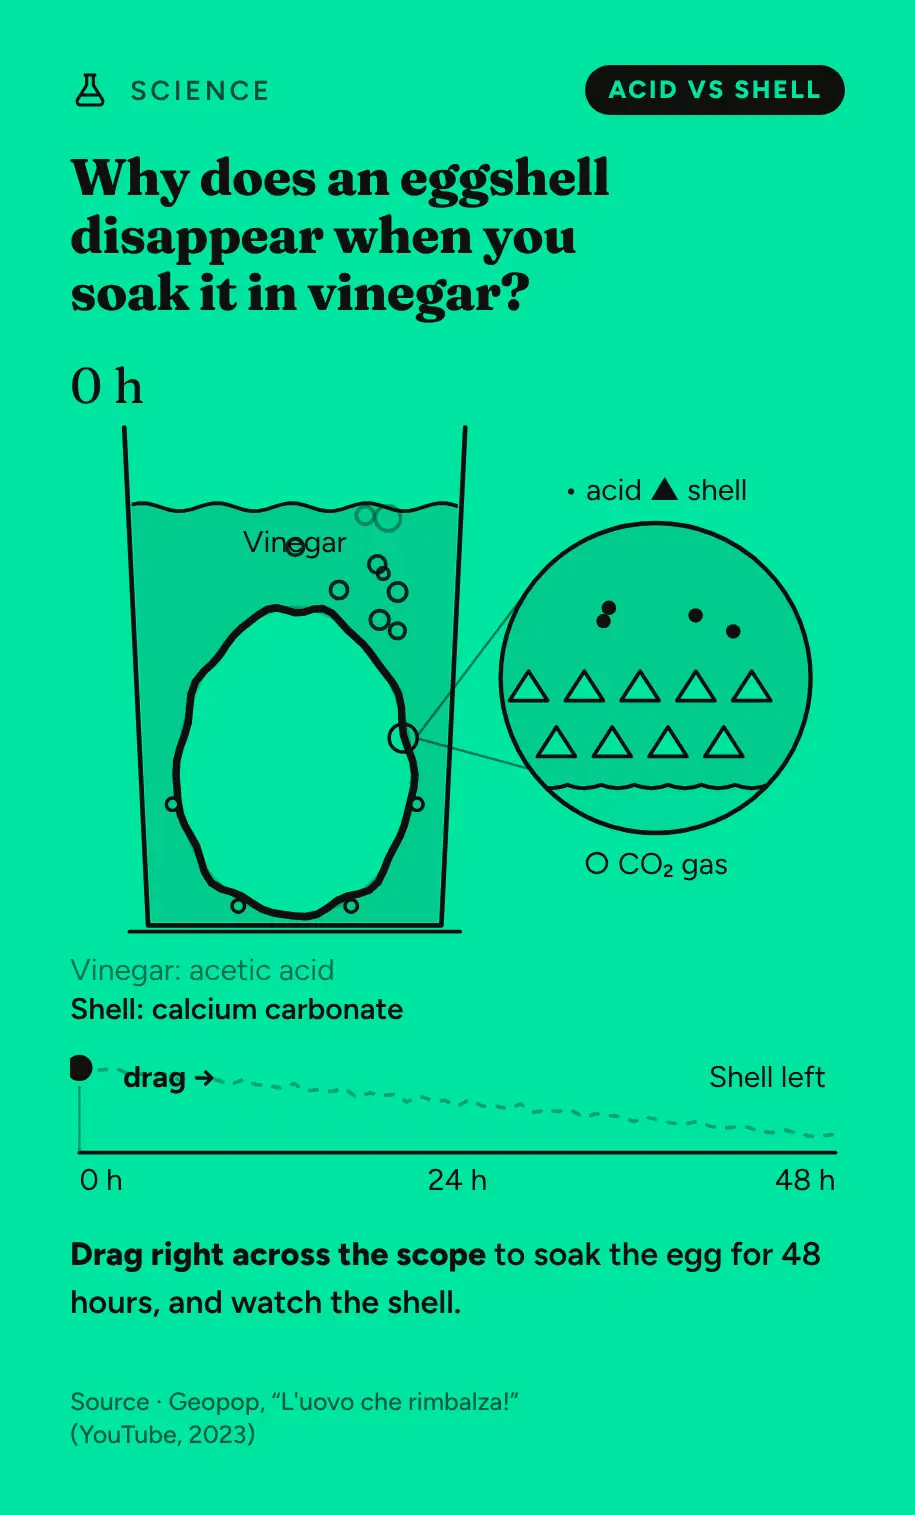 SCIENCE
ACID VS SHELL
Why does an eggshell
disappear when you
soak it in vinegar?
0 h
• acid ▲ shell
Vinegar
CO₂ gas
Vinegar: acetic acid
Shell: calcium carbonate
drag →
Shell left
0 h
24 h
48 h
Drag right across the scope to soak the egg for 48
hours, and watch the shell.
Source · Geopop, “L'uovo che rimbalza!”
(YouTube, 2023)